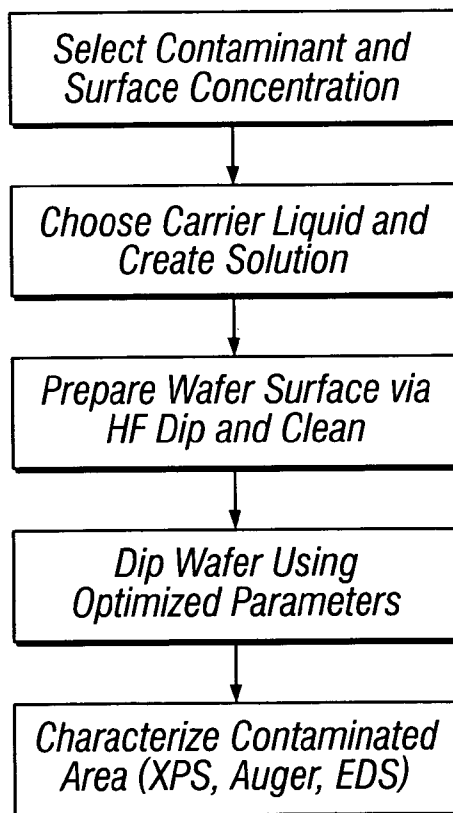 Select Contaminant and
Surface Concentration
Choose Carrier Liquid and
Create Solution
Prepare Wafer Surface via
HF Dip and Clean
Dip Wafer Using
Optimized Parameters
Characterize Contaminated
Area (XPS, Auger, EDS)